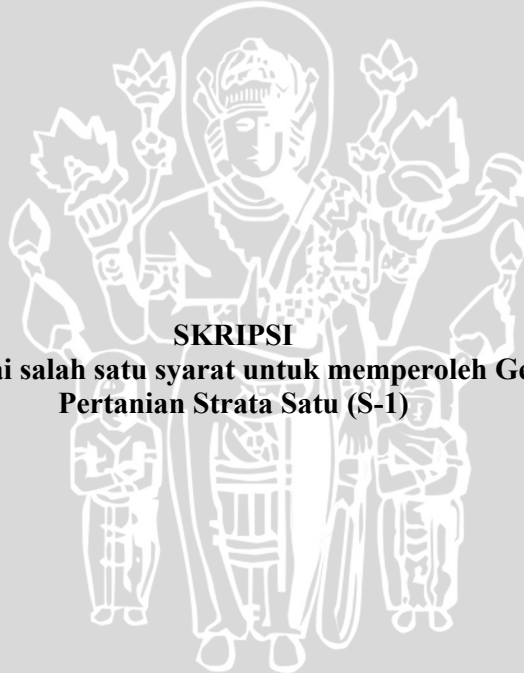 SKRIPSI
salah satu syarat untuk memperoleh
Pertanian Strata Satu (S-1)